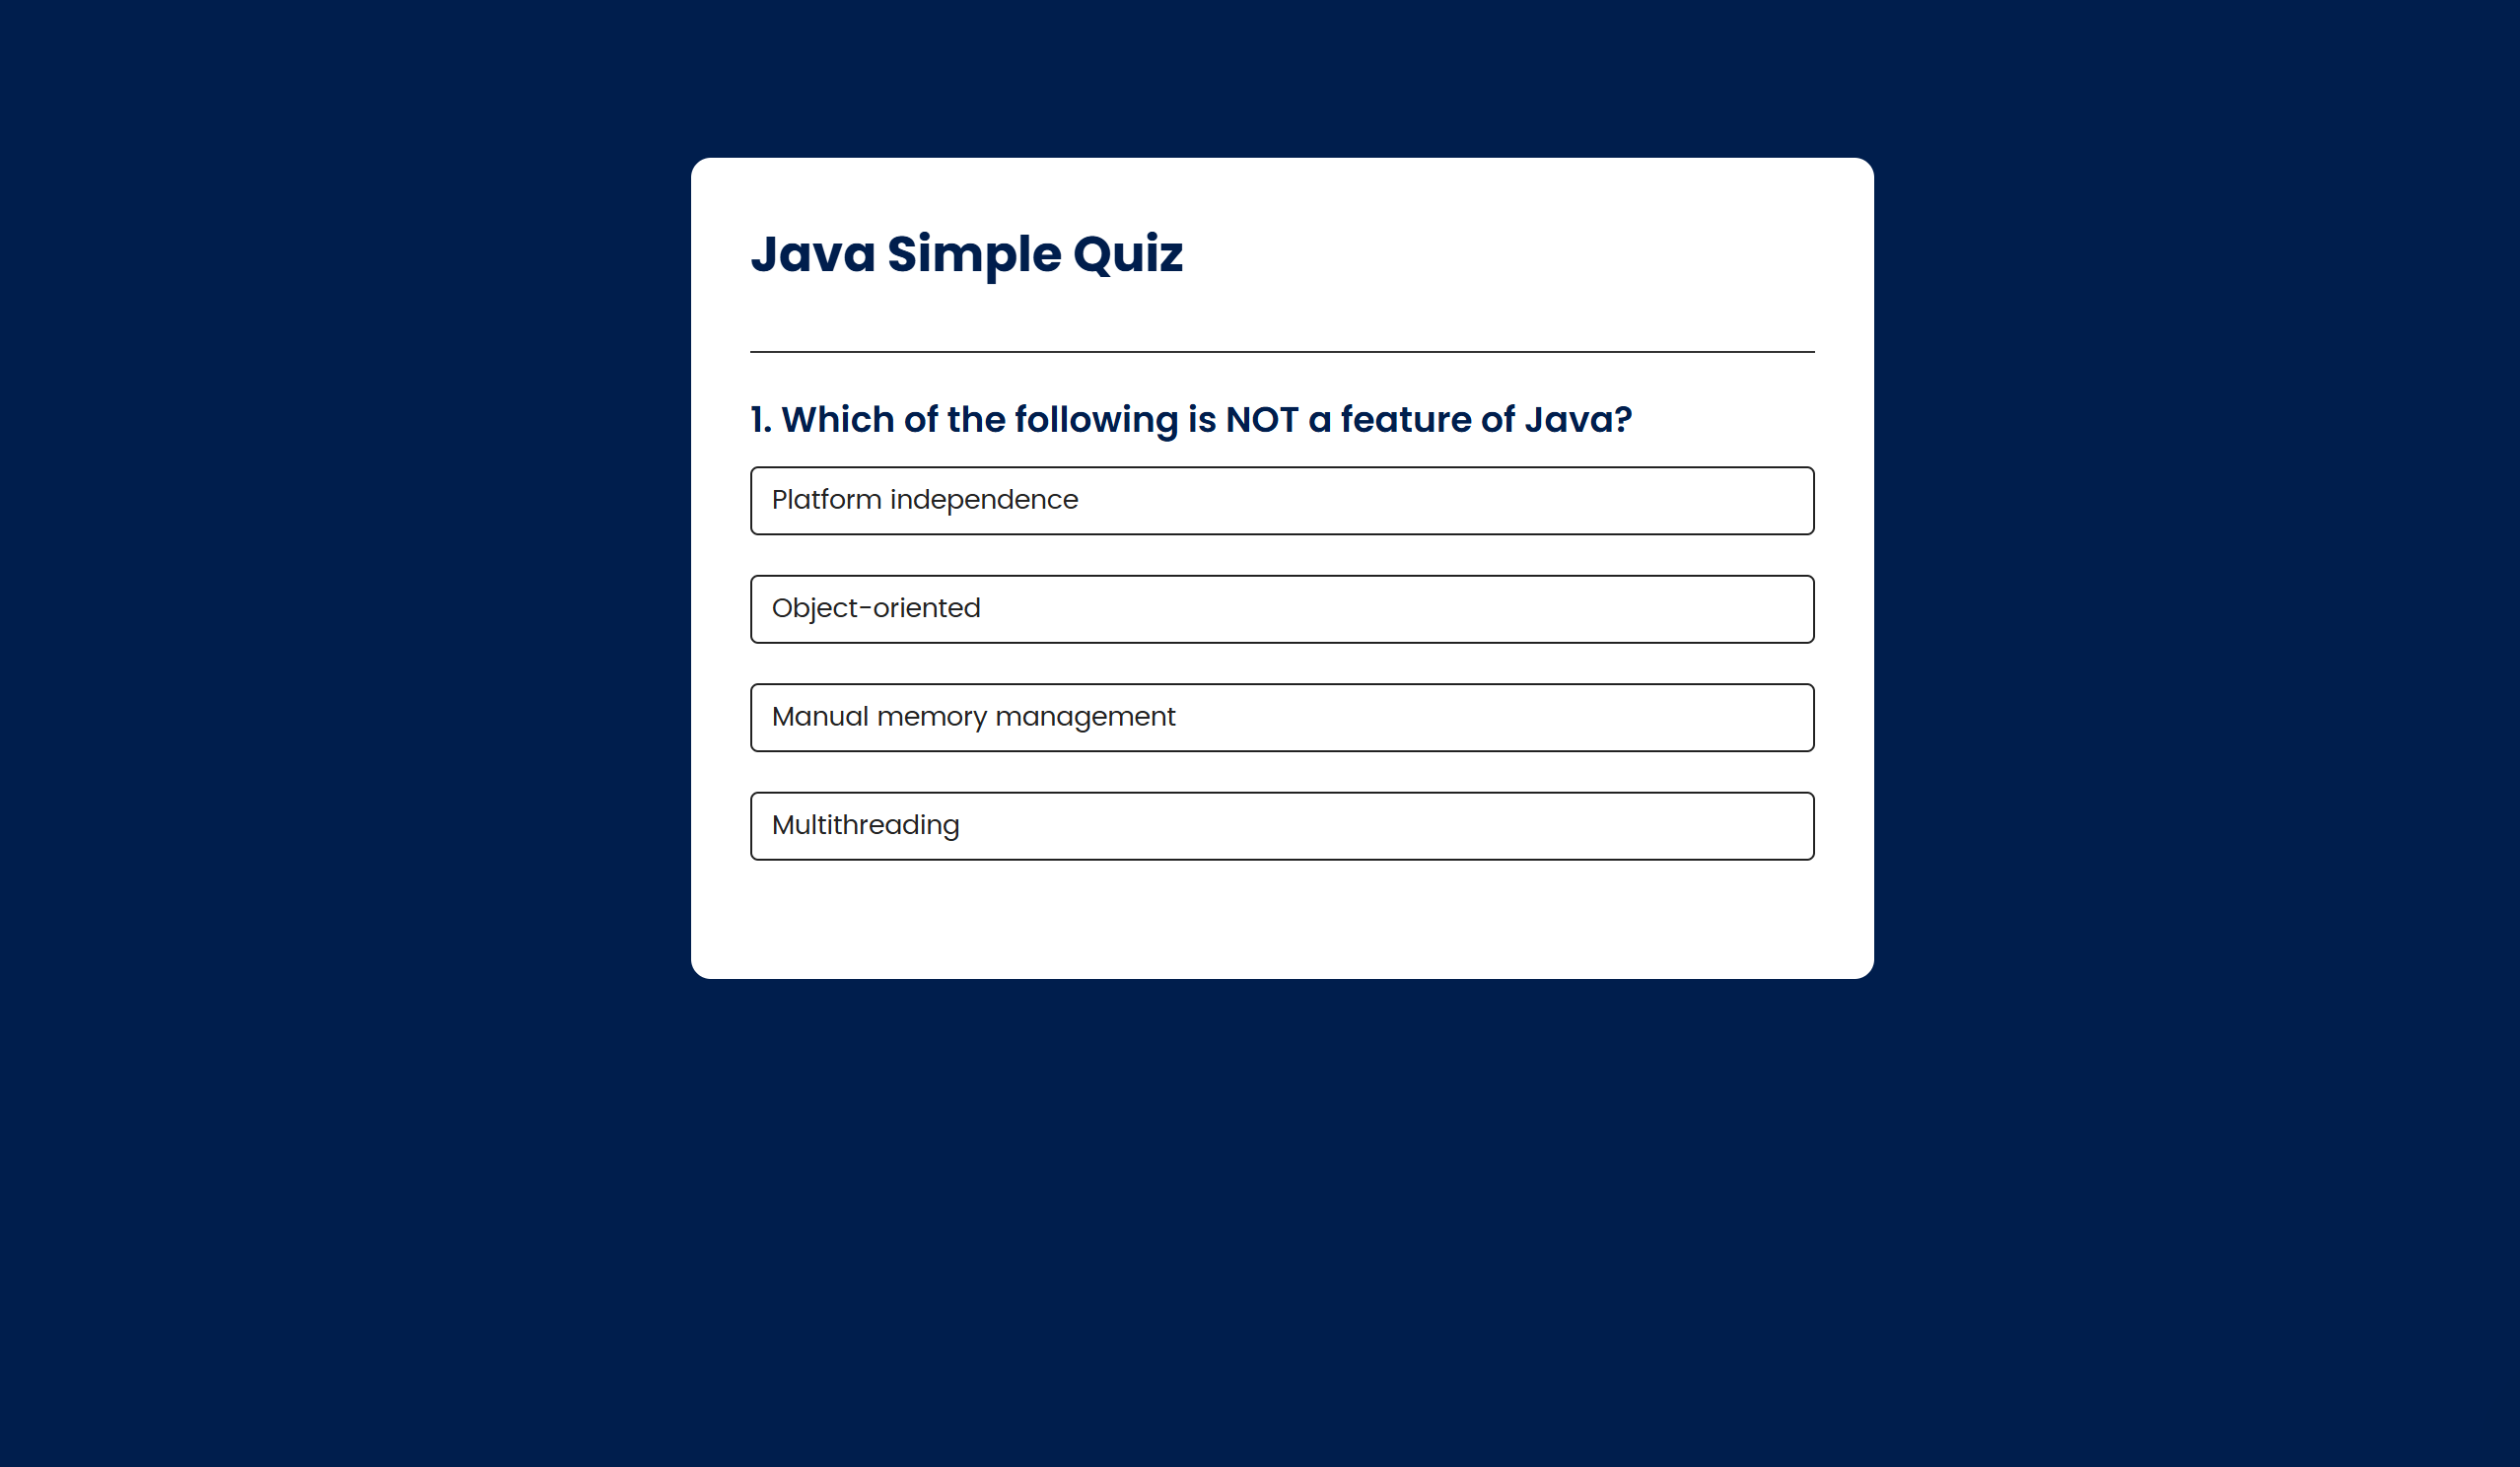 Java Simple Quiz
1. Which of the following is NOT a feature of Java?
Platform independence
Object-oriented
Manual memory management
Multithreading